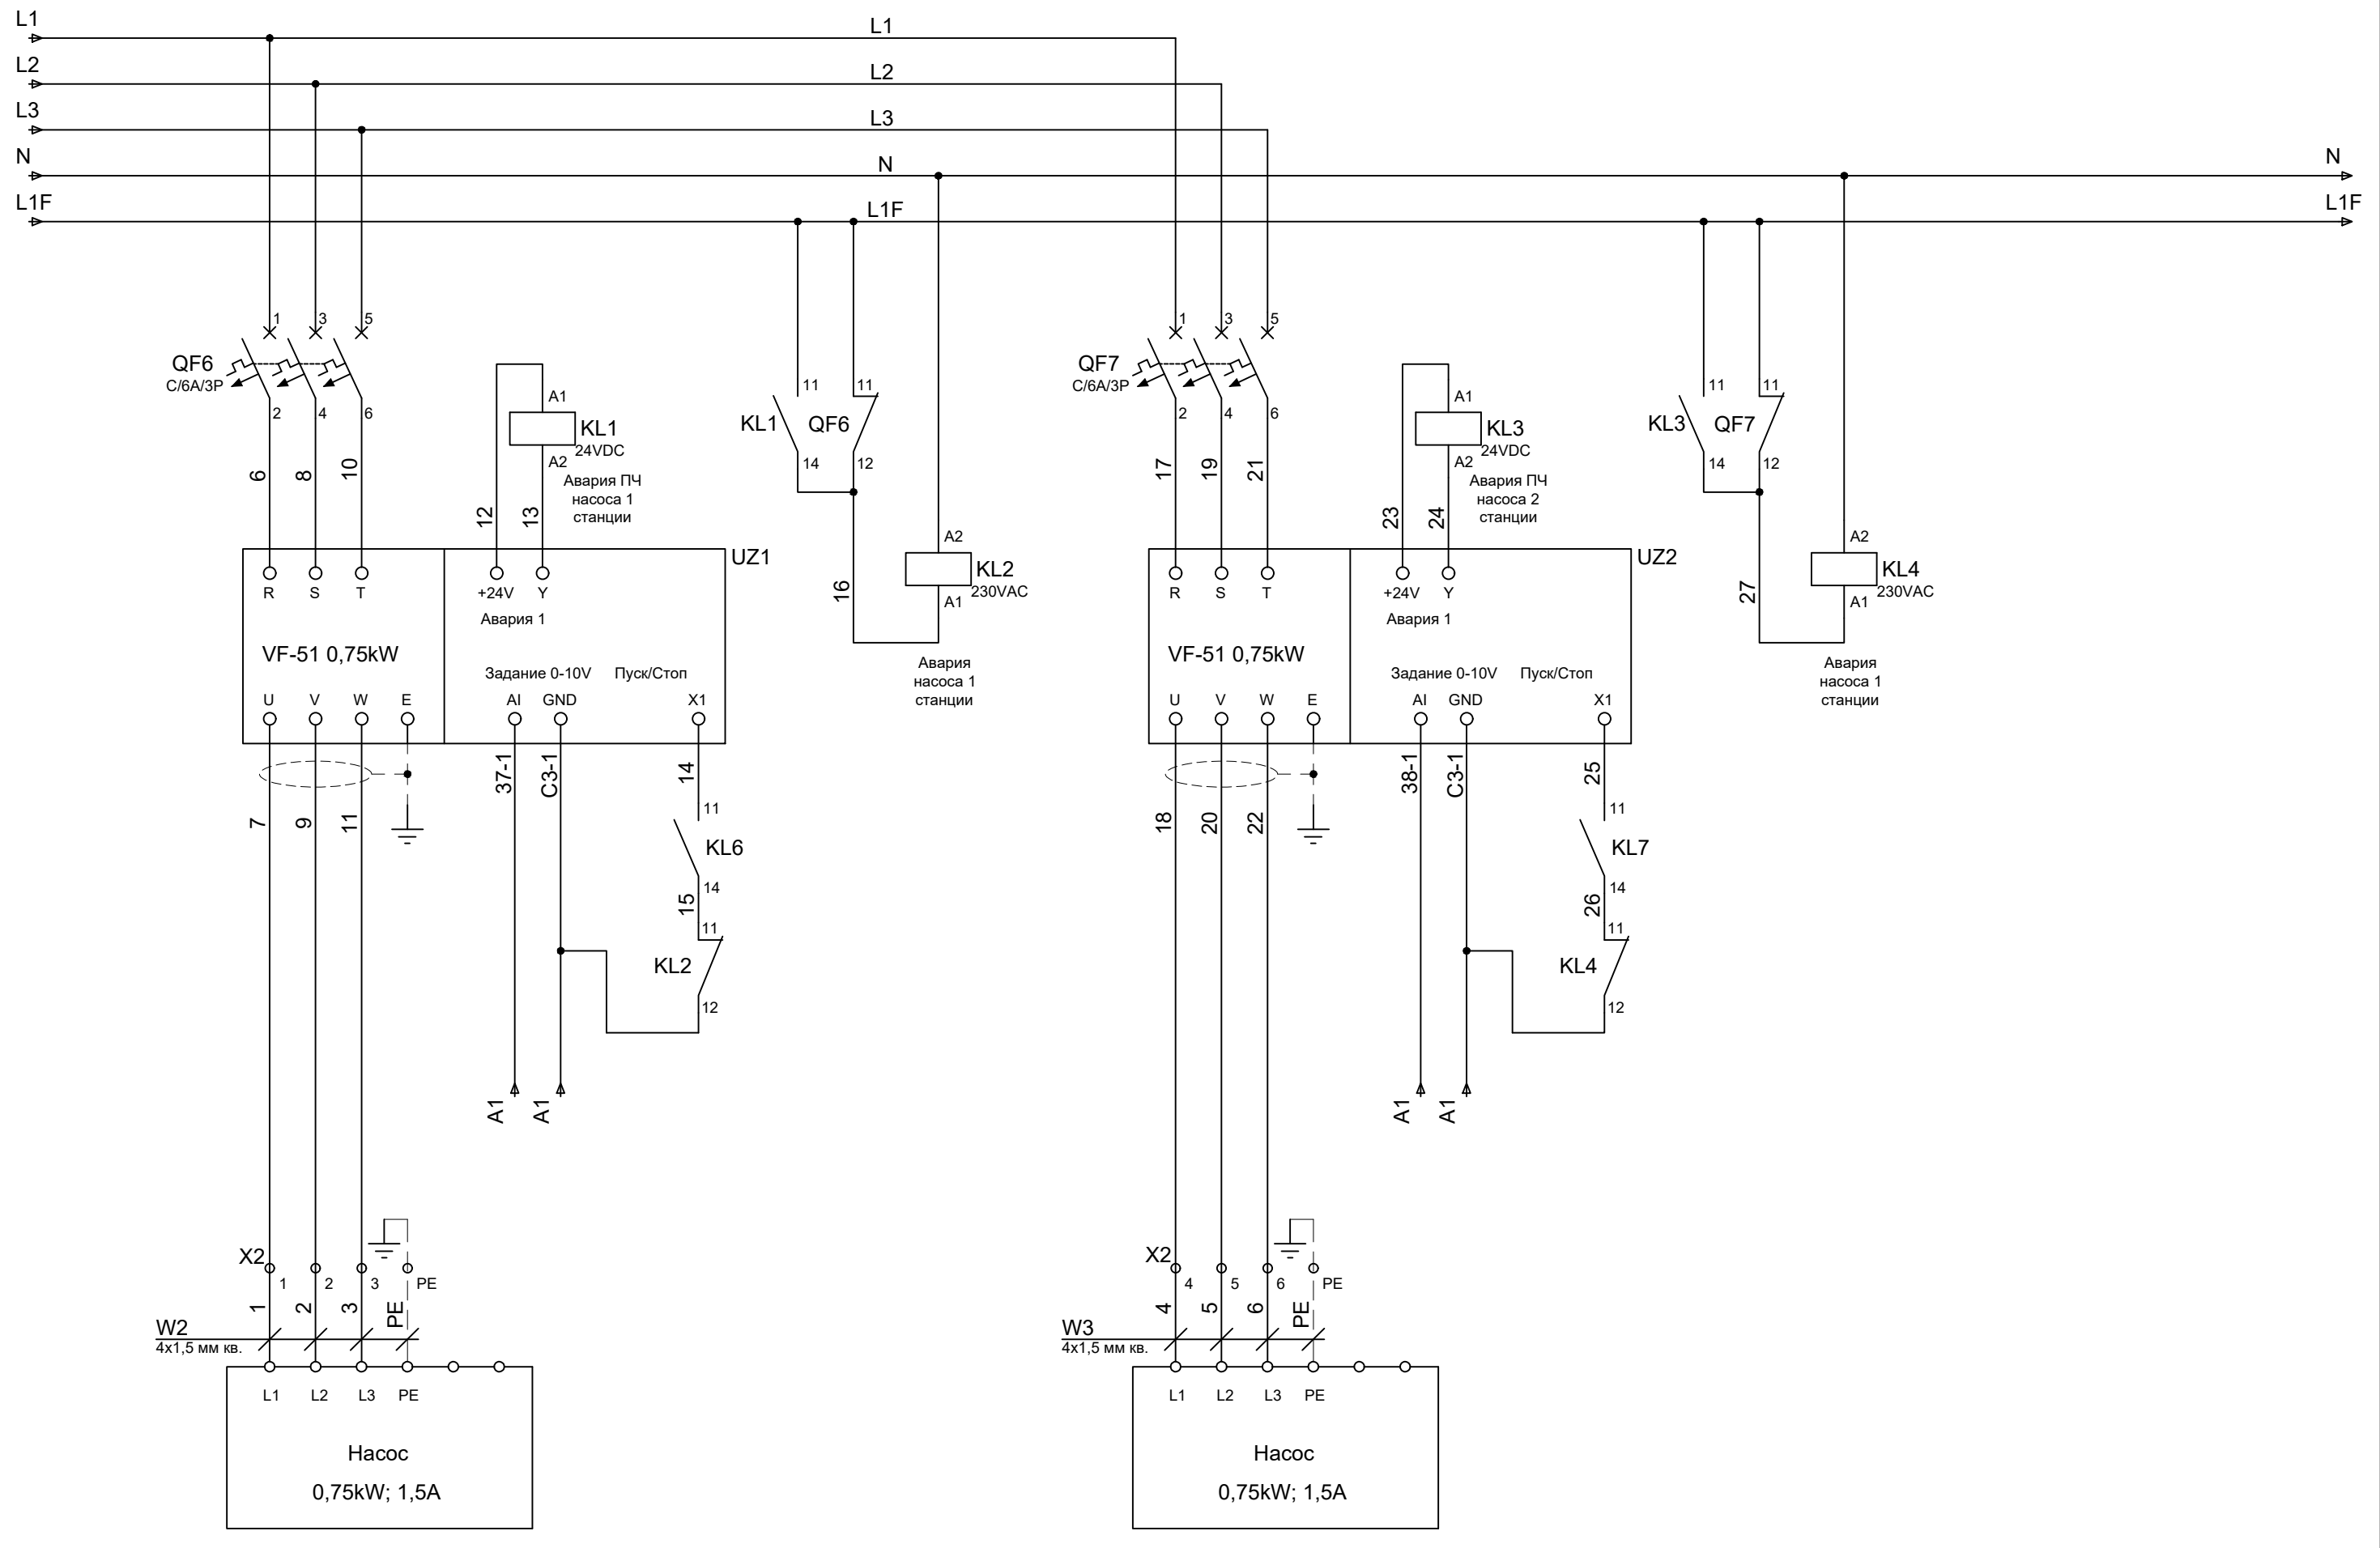 L1
L1
L2
L2
L3
L3
N
N
N
L1F
L1F
L1F
1
3
5
QF6
C/6A/3P
2
4
6
6
8
10
A1
KL1
24VDC
A2
Авария ПЧ
насоса 1
станции
12
13
11
11
KL1
QF6
14
12
16
A2
KL2
230VAC
A1
Авария
насоса 1
станции
UZ1
R
S
T
+24V
Y
Авария 1
VF-51 0,75kW
Задание 0-10V
Пуск/Стоп
U
V
W
E
AI
GND
X1
7
9
11
37-1
C3-1
14
11
KL6
14
15
11
KL2
12
A1
A1
X2
1
2
3
PE
1
2
3
PE
W2
4x1,5 мм кв.
L1
L2
L3
PE
Насос
0,75kW; 1,5A
1
3
5
QF7
C/6A/3P
2
4
6
17
19
21
A1
KL3
24VDC
A2
Авария ПЧ
насоса 2
станции
23
24
11
11
KL3
QF7
14
12
27
A2
KL4
230VAC
A1
Авария
насоса 1
станции
UZ2
R
S
T
+24V
Y
Авария 1
VF-51 0,75kW
Задание 0-10V
Пуск/Стоп
U
V
W
E
AI
GND
X1
18
20
22
38-1
C3-1
25
11
KL7
14
26
11
KL4
12
A1
A1
X2
4
5
6
PE
4
5
6
PE
W3
4x1,5 мм кв.
L1
L2
L3
PE
Насос
0,75kW; 1,5A